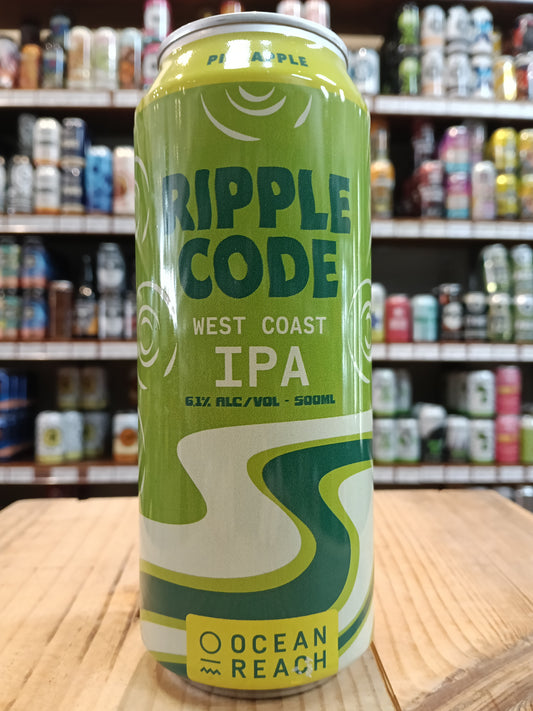 PINEAPPLE
RIPPLE
CODE
WEST COAST
IPA
6.1% ALC/VOL - 500ML
OCEAN
REACH